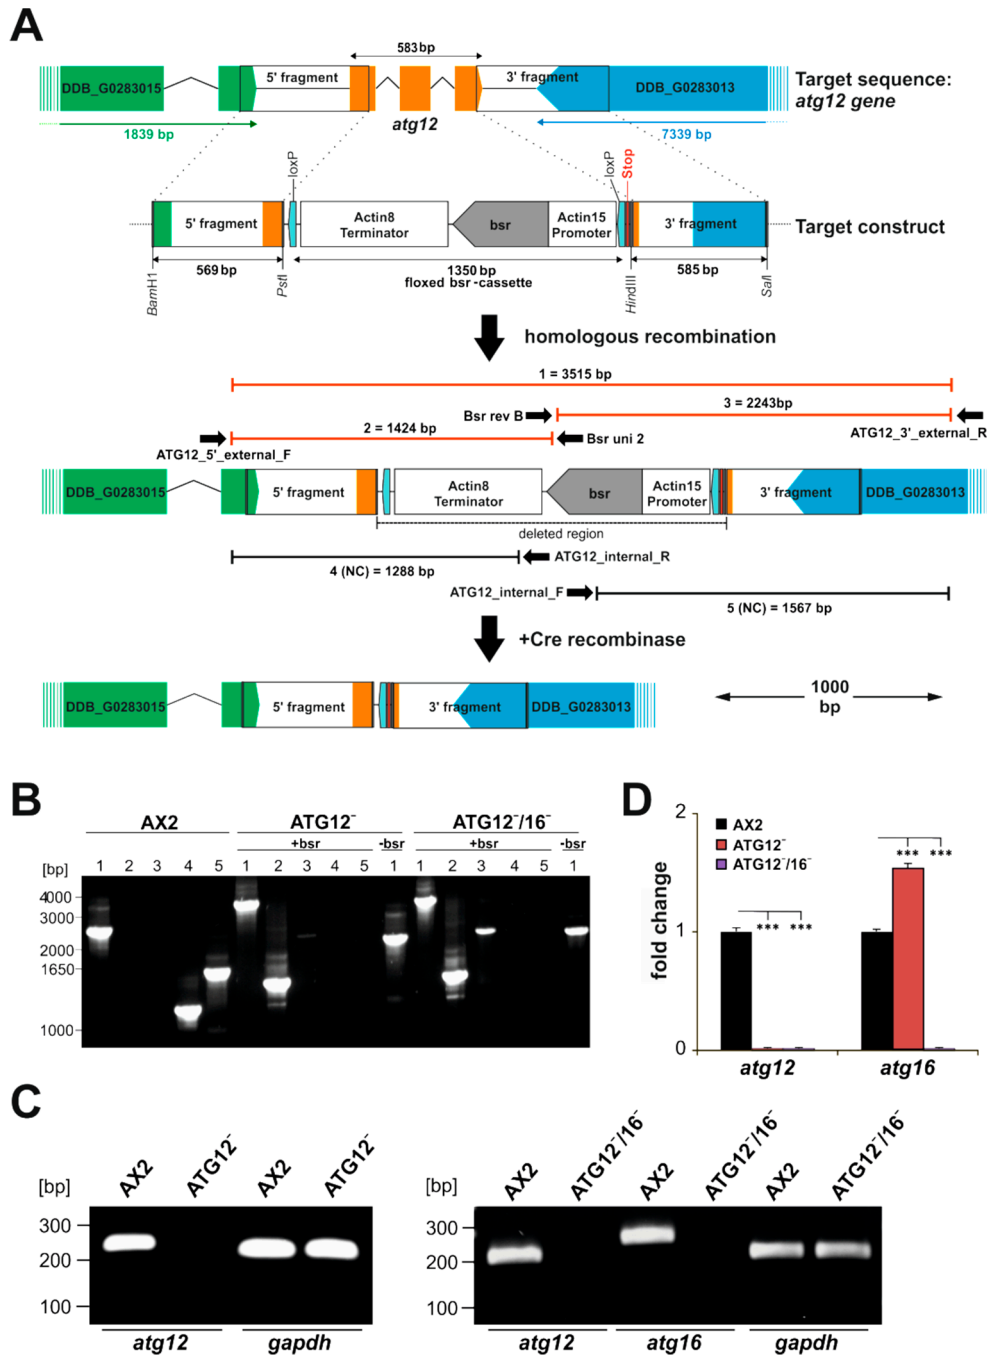 A
583bp
DDB_G0283015
5' fragment
3' fragment
DDB_G0283013
Target sequence:
atg12 gene
atg12
1839 bp
7339 bp
loxP
loxP
Stop
5' fragment
Actin8
Terminator
bsr
Actin15
Promoter
3' fragment
Target construct
569bp
1350bp
585bp
floxed bsr -cassette
BamH1
PstI
HindIII
SalI
homologous recombination
1 = 3515 bp
Bsr rev B
3 = 2243bp
2 = 1424 bp
Bsr uni 2
ATG12_3'_external_R
ATG12_5'_external_F
DDB_G0283015
5' fragment
Actin8
Terminator
bsr
Actin15
Promoter
3' fragment
DDB_G0283013
deleted region
ATG12_internal_R
4 (NC) = 1288 bp
ATG12_internal_F
5 (NC) = 1567 bp
+Cre recombinase
DDB_G0283015
5' fragment
3' fragment
DDB_G0283013
1000
bp
B
AX2
ATG12⁻
ATG12⁻/16⁻
+bsr
-bsr
+bsr
-bsr
1 2 3 4 5 1 2 3 4 5 1 1 2 3 4 5 1
[bp]
4000
3000
2000
1650
1000
D
2
AX2
ATG12⁻
ATG12⁻/16⁻
*** ***
*** ***
fold change
1
0
atg12
atg16
C
AX2
ATG12⁻
AX2
ATG12⁻
[bp]
300
200
100
atg12
gapdh
AX2
ATG12⁻/16⁻
AX2
ATG12⁻/16⁻
AX2
ATG12⁻/16⁻
[bp]
300
200
100
atg12
atg16
gapdh